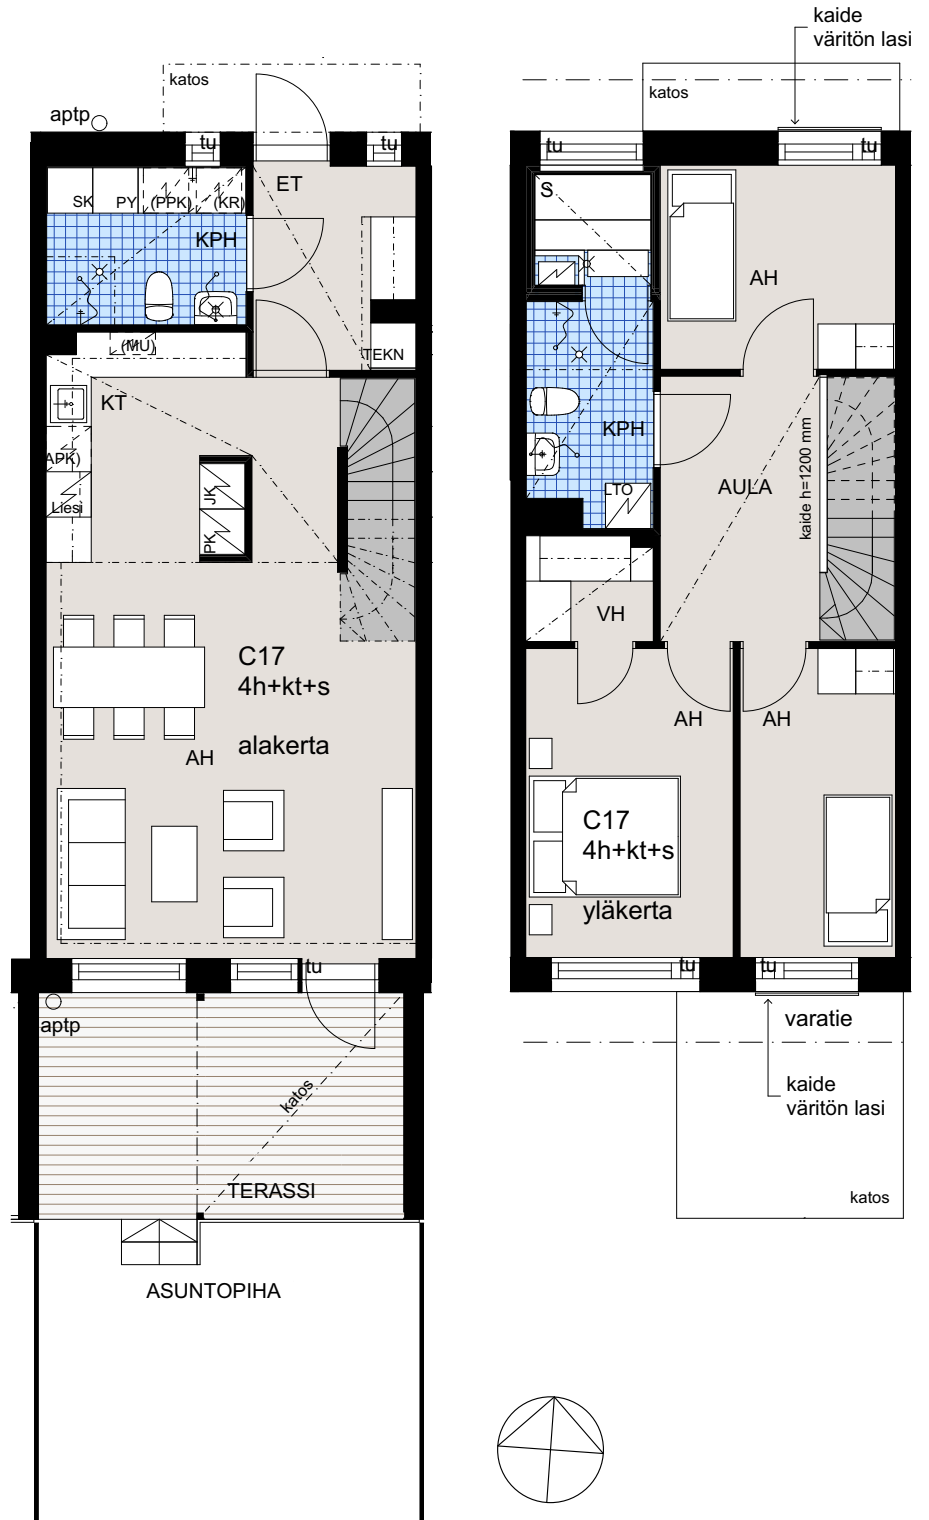 kaide
väritön lasi
katos
katos
aptp
tu
tu
tu
tu
ET
S
SK
PY
(PPK)
(KR)
KPH
AH
(MU)
TEKN
KT
KPH
kaide h=1200 mm
APK)
AULA
LTO
JK
Liesi
PK
VH
C17
4h+kt+s
alakerta
AH
AH
AH
C17
4h+kt+s
yläkerta
tu
tu
tu
aptp
varatie
katos
kaide
väritön lasi
TERASSI
katos
ASUNTOPIHA